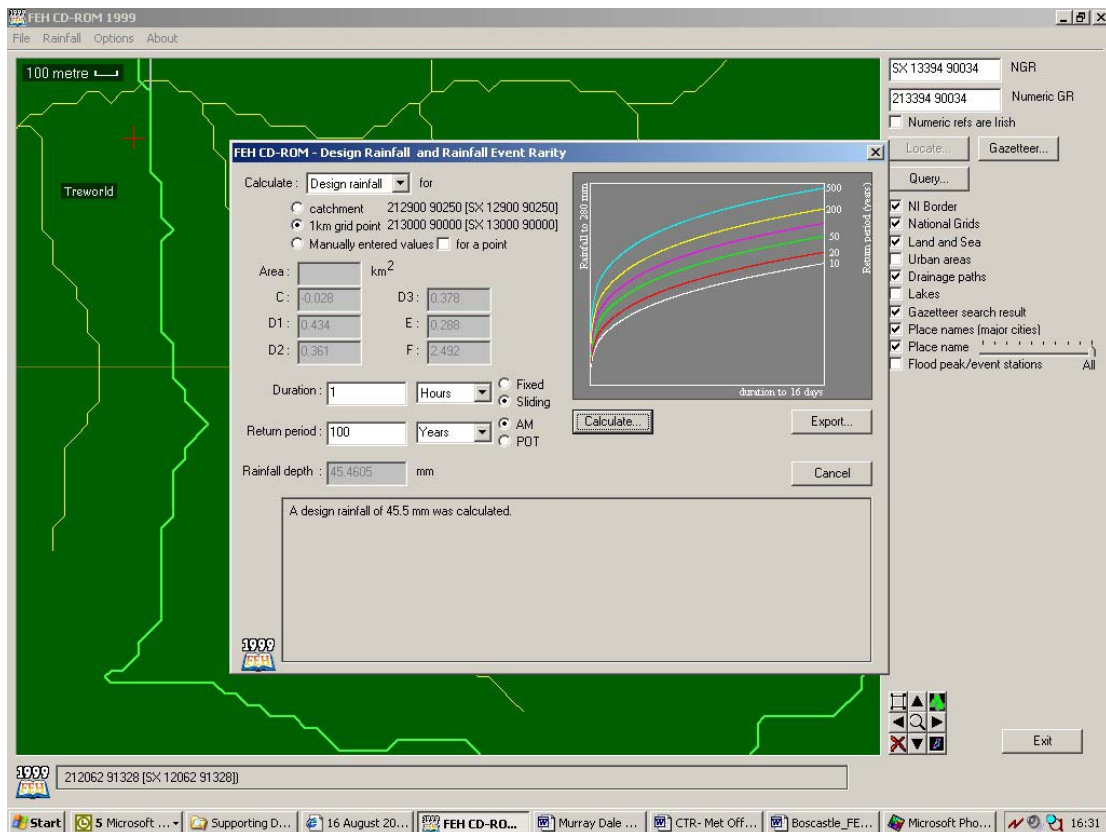 FEH CD-ROM 1999
File Rainfall Options About
100 metre
Treworld
SX 13394 90034 NGR
213394 90034 Numeric GR
Numeric refs are Irish
Locate... Gazetteer...
Query...
NI Border
National Grids
Land and Sea
Urban areas
Drainage paths
Lakes
Gazetteer search result
Place names (major cities)
Place name
Flood peak/event stations All
FEH CD-ROM - Design Rainfall and Rainfall Event Rarity
Calculate : Design rainfall for
catchment 212900 90250 [SX 12900 90250]
1km grid point 213000 90000 [SX 13000 90000]
Manually entered values for a point
Area : km2
C : -0.028 D3 : 0.378
D1 : 0.434 E : 0.288
D2 : 0.361 F : 2.492
Duration : 1 Hours Fixed
Sliding
Return period : 100 Years AM
POT
Rainfall depth : 45.4605 mm
Rainfall to 280 mm
500
200
50
20
10
Return period (years)
duration to 16 days
Calculate... Export...
Cancel
A design rainfall of 45.5 mm was calculated.
1999
FEH
Exit
1999
FEH
212062 91328 [SX 12062 91328])
Start 5 Microsoft ... Supporting D... 16 August 20... FEH CD-RO... Murray Dale ... CTR- Met Off... Boscastle_FE... Microsoft Pho... 16:31